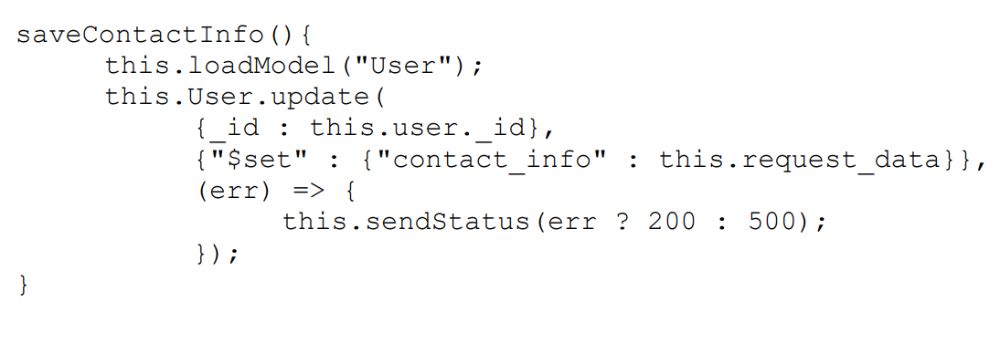 saveContactInfo(){
this.loadModel("User");
this.User.update(
{_id : this.user._id},
{"$set" : {"contact_info" : this.request_data}},
(err) => {
this.sendStatus(err ? 200 : 500);
});
}